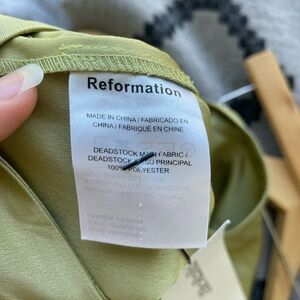 Reformation
MADE IN CHINA / FABRICADO EN
CHINA / FABRIQUÉ EN CHINE
DEADSTOCK MAIN FABRIC /
DEADSTOCK PRINCIPAL
100% POLYESTER